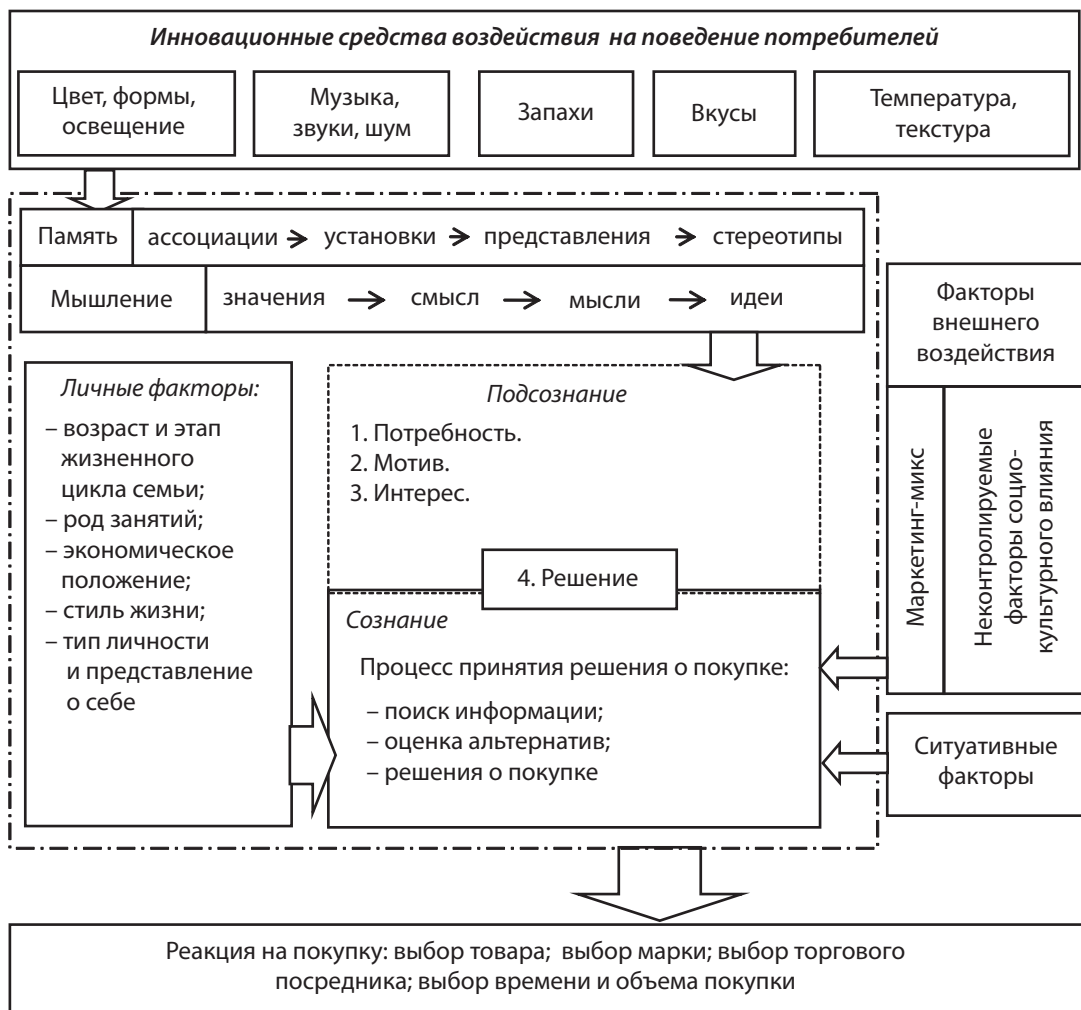 Инновационные средства воздействия на поведение потребителей
Цвет, формы,
освещение
Музыка,
звуки, шум
Запахи
Вкусы
Температура,
текстура
Память
ассоциации → установки → представления → стереотипы
Мышление
значения → смысл → мысли → идеи
Личные факторы:
– возраст и этап
жизненного
цикла семьи;
– род занятий;
– экономическое
положение;
– стиль жизни;
– тип личности
и представление
о себе
Подсознание
1. Потребность.
2. Мотив.
3. Интерес.
4. Решение
Сознание
Процесс принятия решения о покупке:
– поиск информации;
– оценка альтернатив;
– решения о покупке
Факторы
внешнего
воздействия
Маркетинг-микс
Неконтролируемые
факторы социо-
культурного влияния
Ситуативные
факторы
Реакция на покупку: выбор товара; выбор марки; выбор торгового
посредника; выбор времени и объема покупки